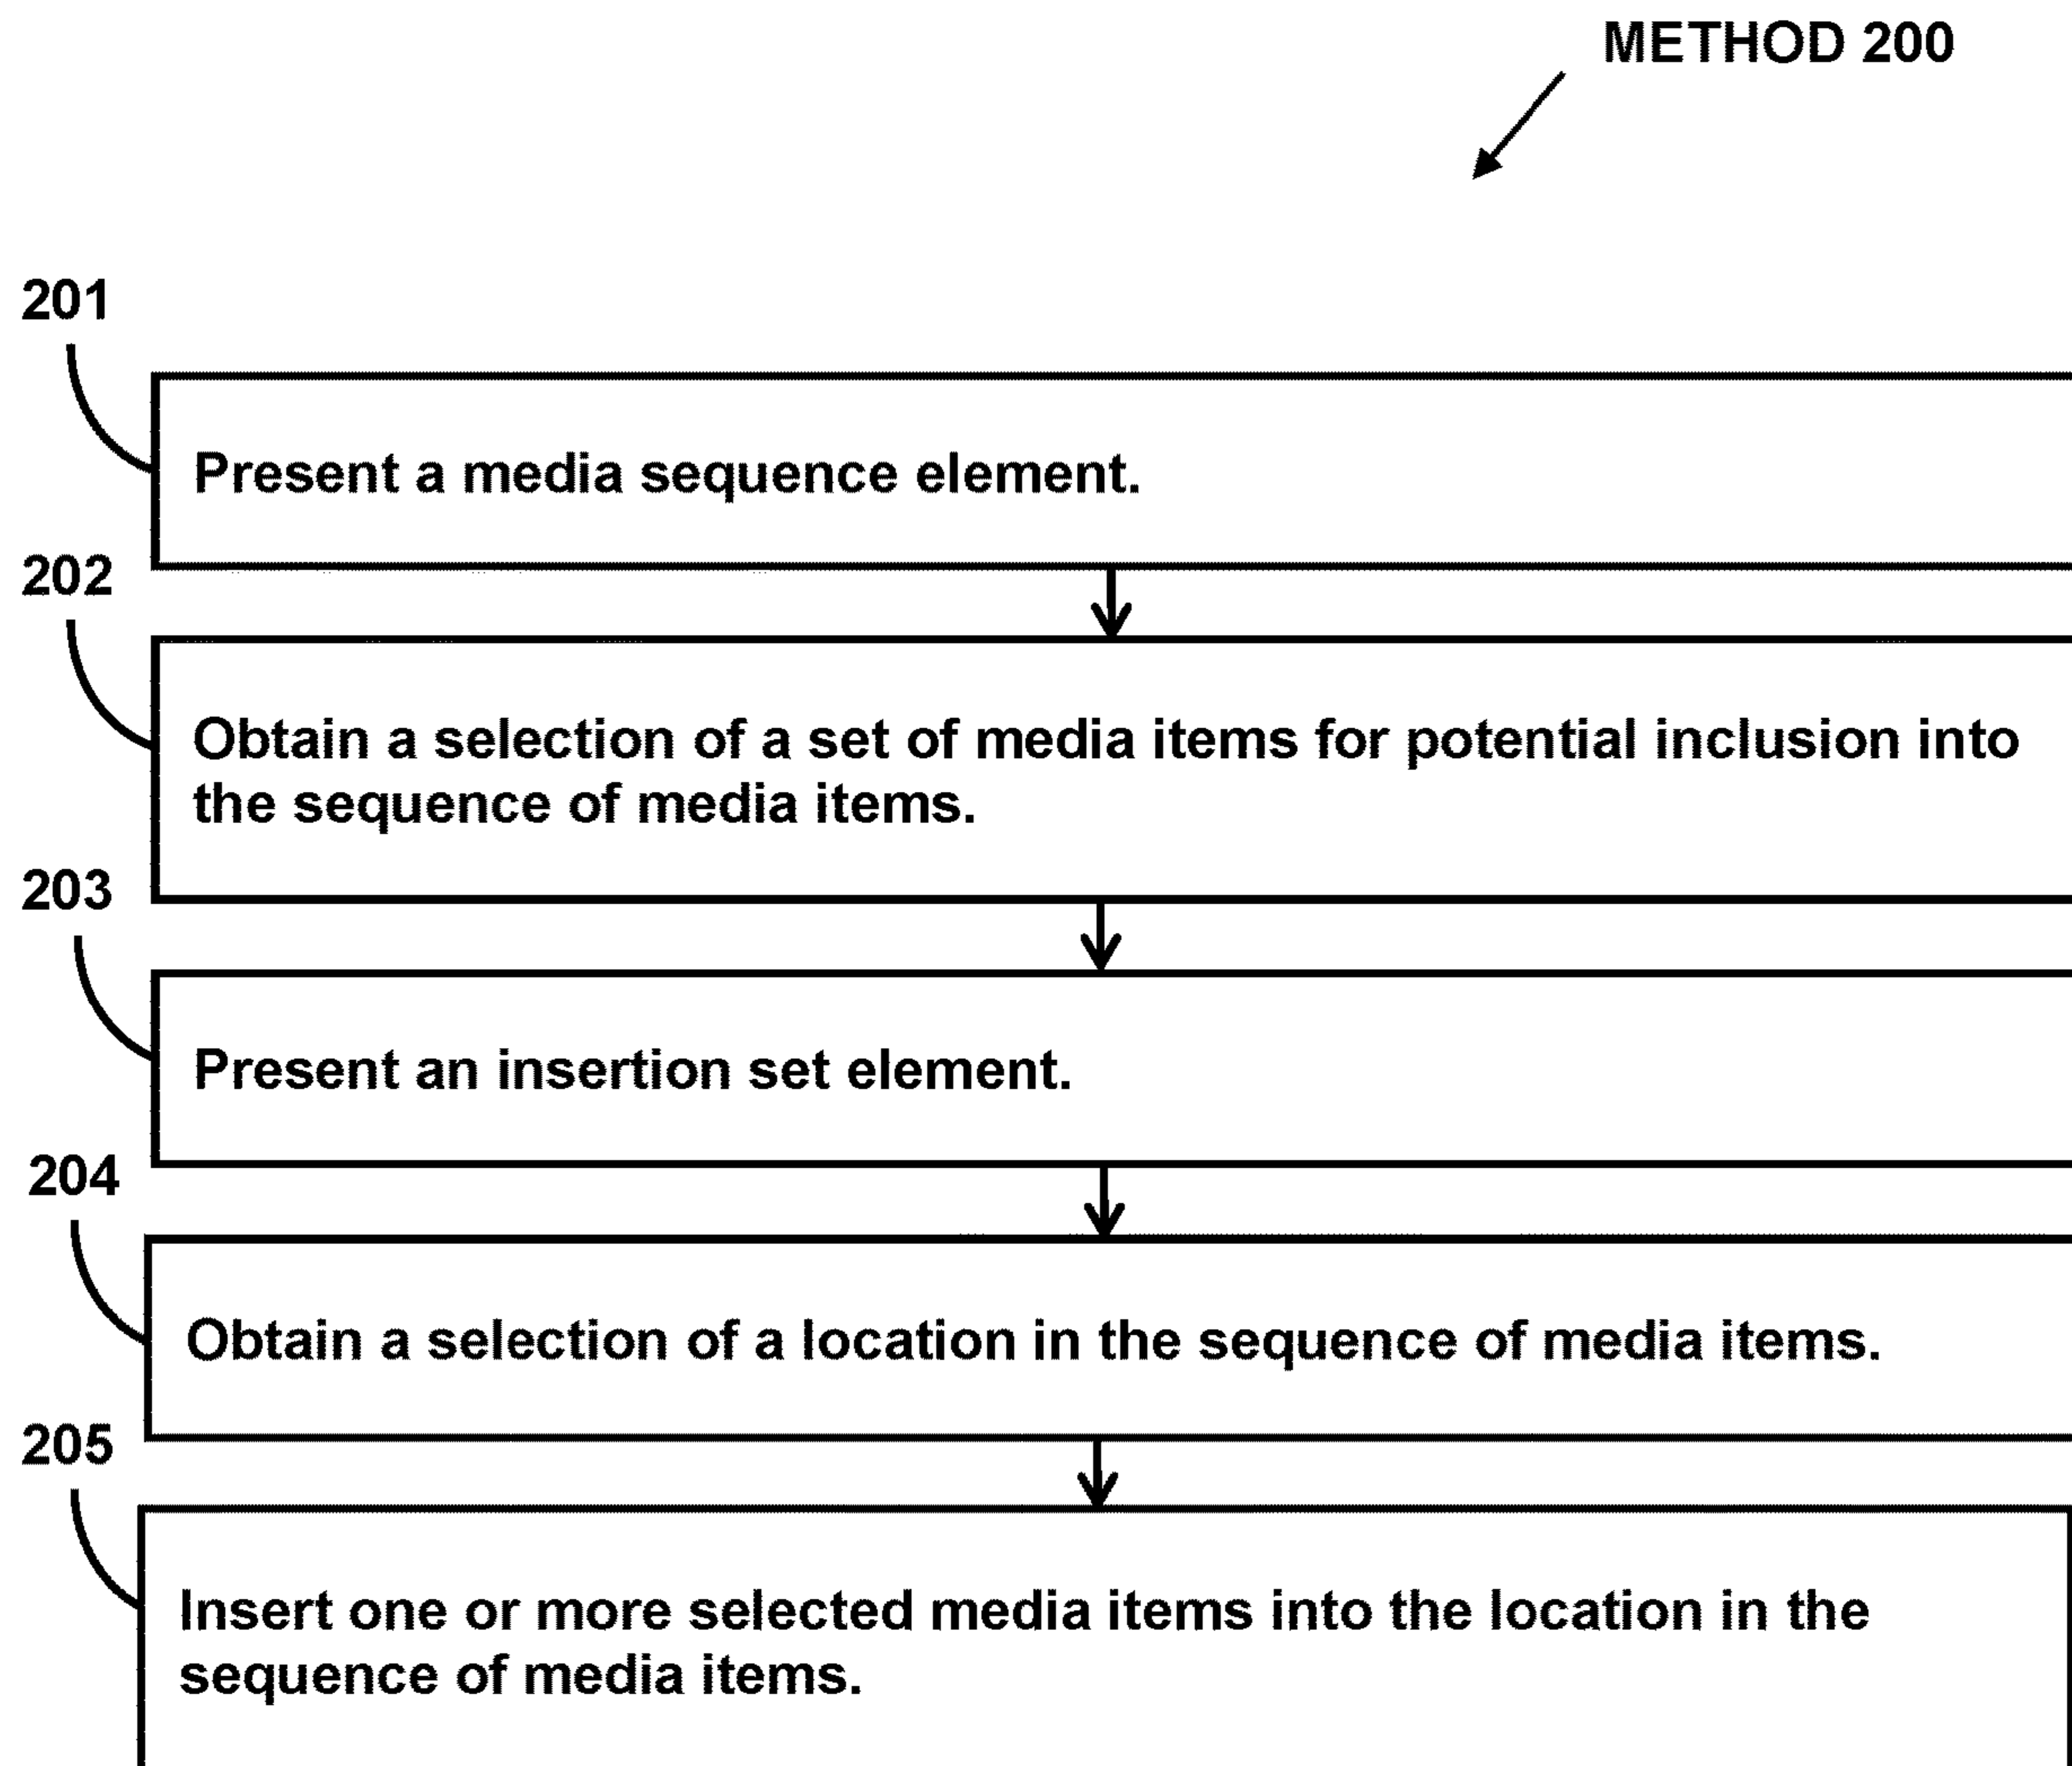 METHOD 200
201
Present a media sequence element.
202
Obtain a selection of a set of media items for potential inclusion into
the sequence of media items.
203
Present an insertion set element.
204
Obtain a selection of a location in the sequence of media items.
205
Insert one or more selected media items into the location in the
sequence of media items.